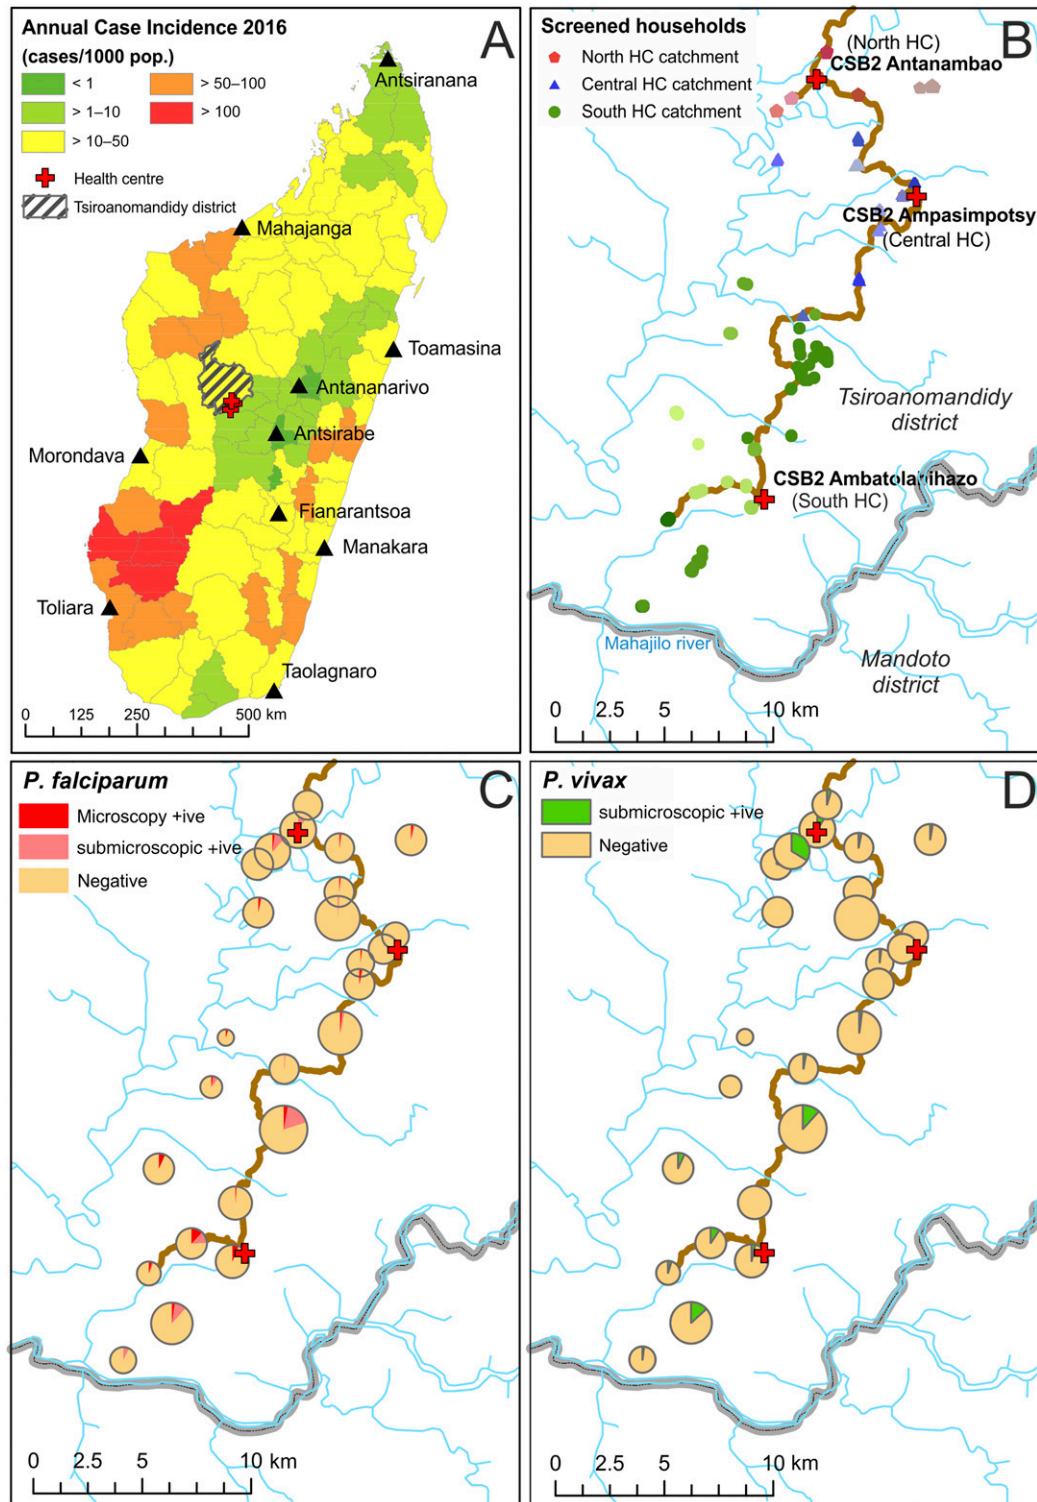 Annual Case Incidence 2016
(cases/1000 pop.)
A
< 1
> 50–100
> 1–10
> 100
> 10–50
Health centre
Tsiroanomandidy district
Antsiranana
Mahajanga
Toamasina
Antananarivo
Antsirabe
Morondava
Fianarantsoa
Manakara
Toliara
Taolagnaro
0 125 250 500 km
Screened households
B
North HC catchment
Central HC catchment
South HC catchment
(North HC)
CSB2 Antanambao
CSB2 Ampasimpotsy
(Central HC)
Tsiroanomandidy
district
CSB2 Ambatolahihazo
(South HC)
Mahajilo river
Mandoto
district
0 2.5 5 10 km
P. falciparum
C
Microscopy +ive
submicroscopic +ive
Negative
0 2.5 5 10 km
P. vivax
D
submicroscopic +ive
Negative
0 2.5 5 10 km